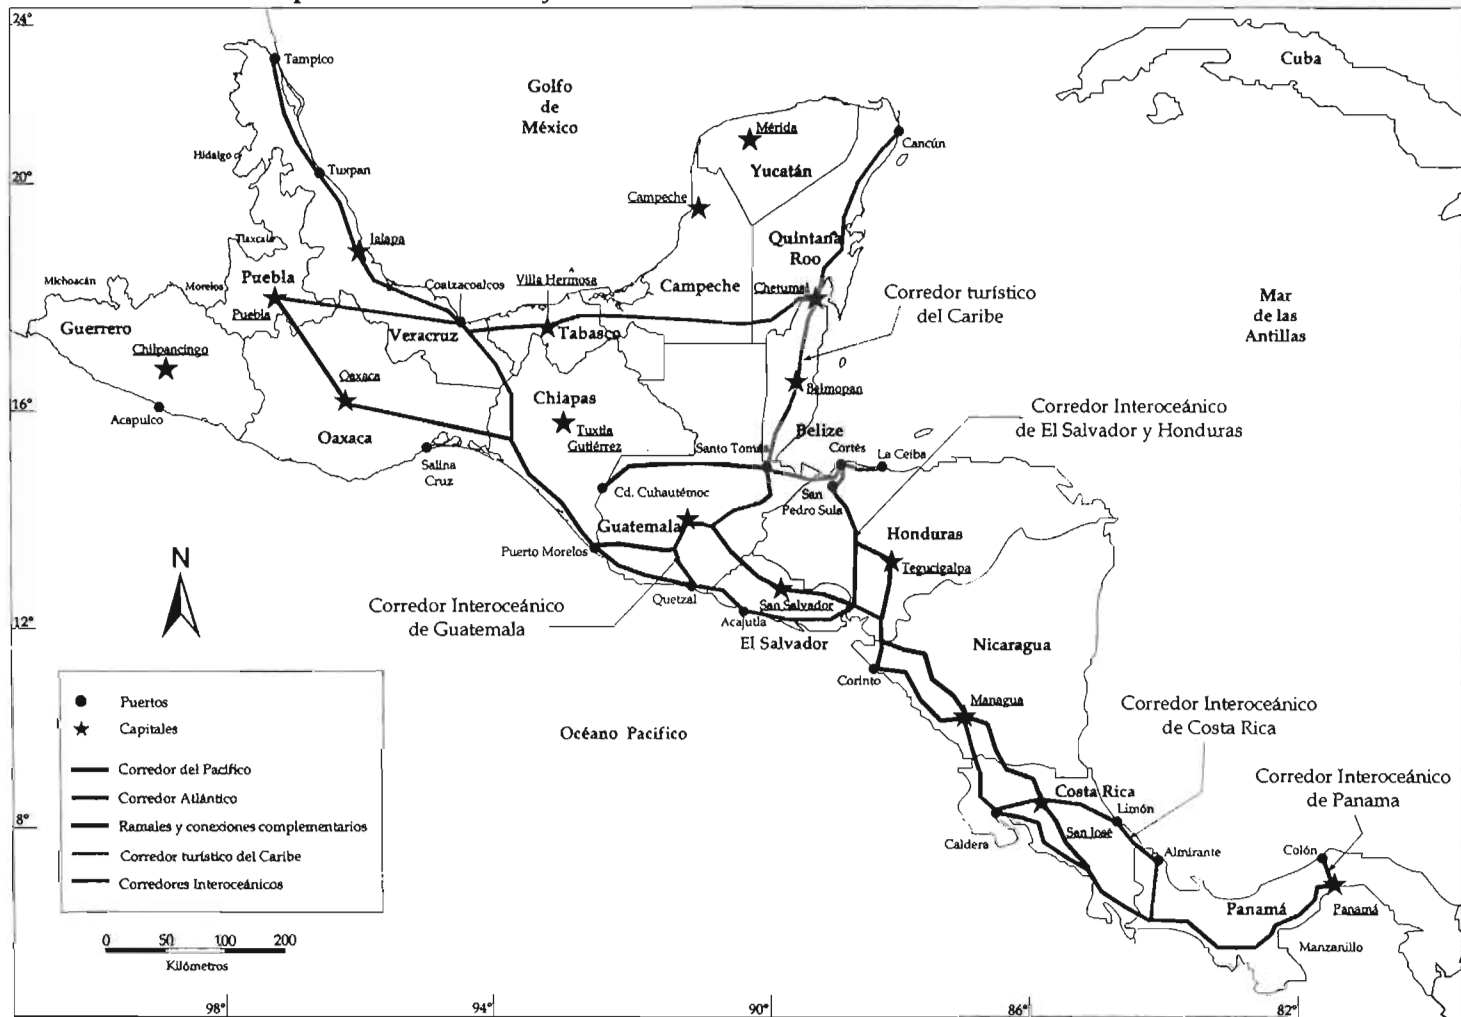 24°
Tampico
Golfo
de
México
Cuba
Hidalgo
Tuxpan
Mérida
Yucatán
Cancún
20°
Campeche
Tlaxcala
Jalapa
Quintana
Roo
Michoacán
Morelos
Puebla
Puebla
Coatzacoalcos
Villa Hermosa
Campeche
Chetumal
Corredor turístico
del Caribe
Mar
de las
Antillas
Guerrero
Veracruz
Tabasco
Chilpancingo
Oaxaca
Belmopan
16°
Acapulco
Chiapas
Tuxtla
Gutiérrez
Oaxaca
Salina
Cruz
Belize
Corredor Interoceánico
de El Salvador y Honduras
Santo Tomás
Cortés
La Ceiba
Cd. Cuhautémoc
San
Pedro Sula
Guatemala
Honduras
N
Puerto Morelos
Tegucigalpa
Quetzal
San Salvador
Corredor Interoceánico
de Guatemala
Acajutla
El Salvador
12°
Nicaragua
Corinto
Puertos
Capitales
Corredor del Pacífico
Corredor Atlántico
Ramales y conexiones complementarios
Corredor turístico del Caribe
Corredores Interoceánicos
Océano Pacífico
Managua
Corredor Interoceánico
de Costa Rica
Corredor Interoceánico
de Panama
8°
Costa Rica
Limón
San José
Caldera
Almirante
Colón
Panamá
Panamá
Manzanillo
0 50 100 200
Kilómetros
98° 94° 90° 86° 82°